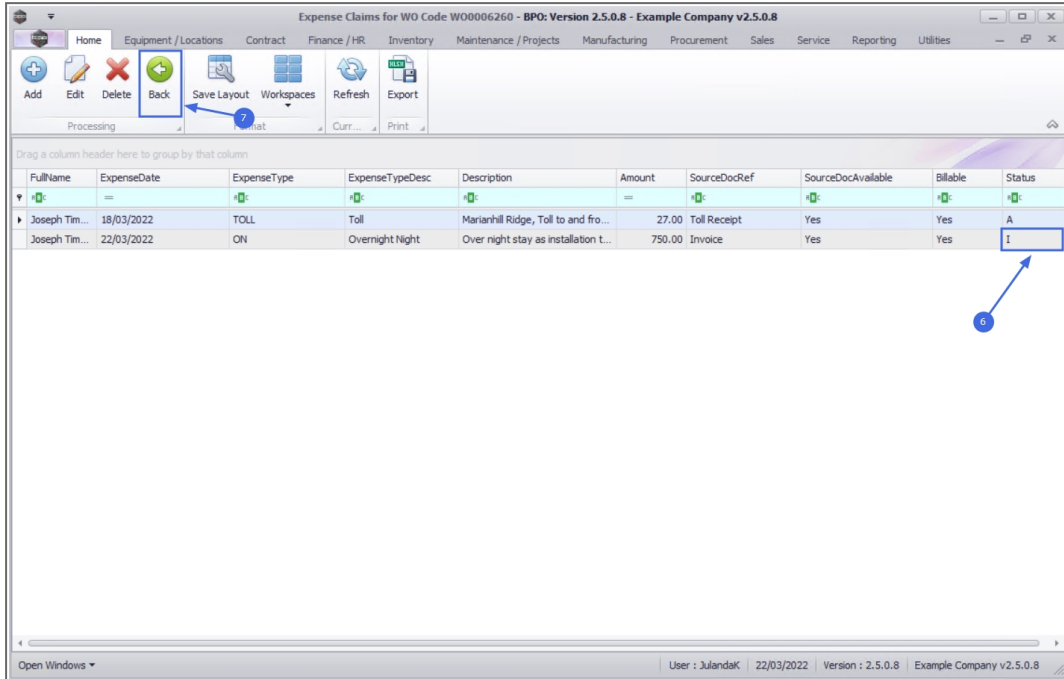 Expense Claims for WO Code WO0006260 - BPO: Version 2.5.0.8 - Example Company v2.5.0.8
Home Equipment / Locations Contract Finance / HR Inventory Maintenance / Projects Manufacturing Procurement Sales Service Reporting Utilities
Add Edit Delete Back Save Layout Workspaces Refresh Export
7
Processing Curr... Print
Drag a column header here to group by that column
FullName ExpenseDate ExpenseType ExpenseTypeDesc Description Amount SourceDocRef SourceDocAvailable Billable Status
Joseph Tim... 18/03/2022 TOLL Toll Marianhill Ridge, Toll to and fro... 27.00 Toll Receipt Yes Yes A
Joseph Tim... 22/03/2022 ON Overnight Night Over night stay as installation t... 750.00 Invoice Yes Yes I
6
Open Windows User : JulandaK 22/03/2022 Version : 2.5.0.8 Example Company v2.5.0.8